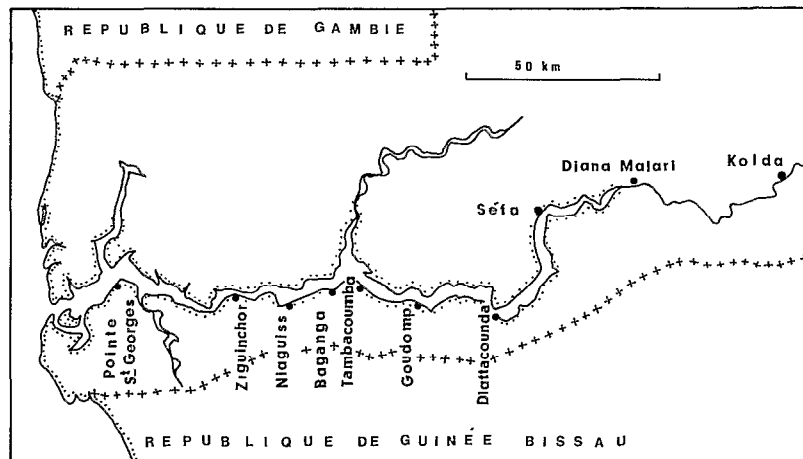 REPUBLIQUE DE GAMBIE
50 km
Diana Malari
Kolda
Séfa
Pointe
St Georges
Ziguinchor
Niaguiss
Baganga
Tambacoumba
Goudomp
Diattacounda
REPUBLIQUE DE GUINÉE BISSAU